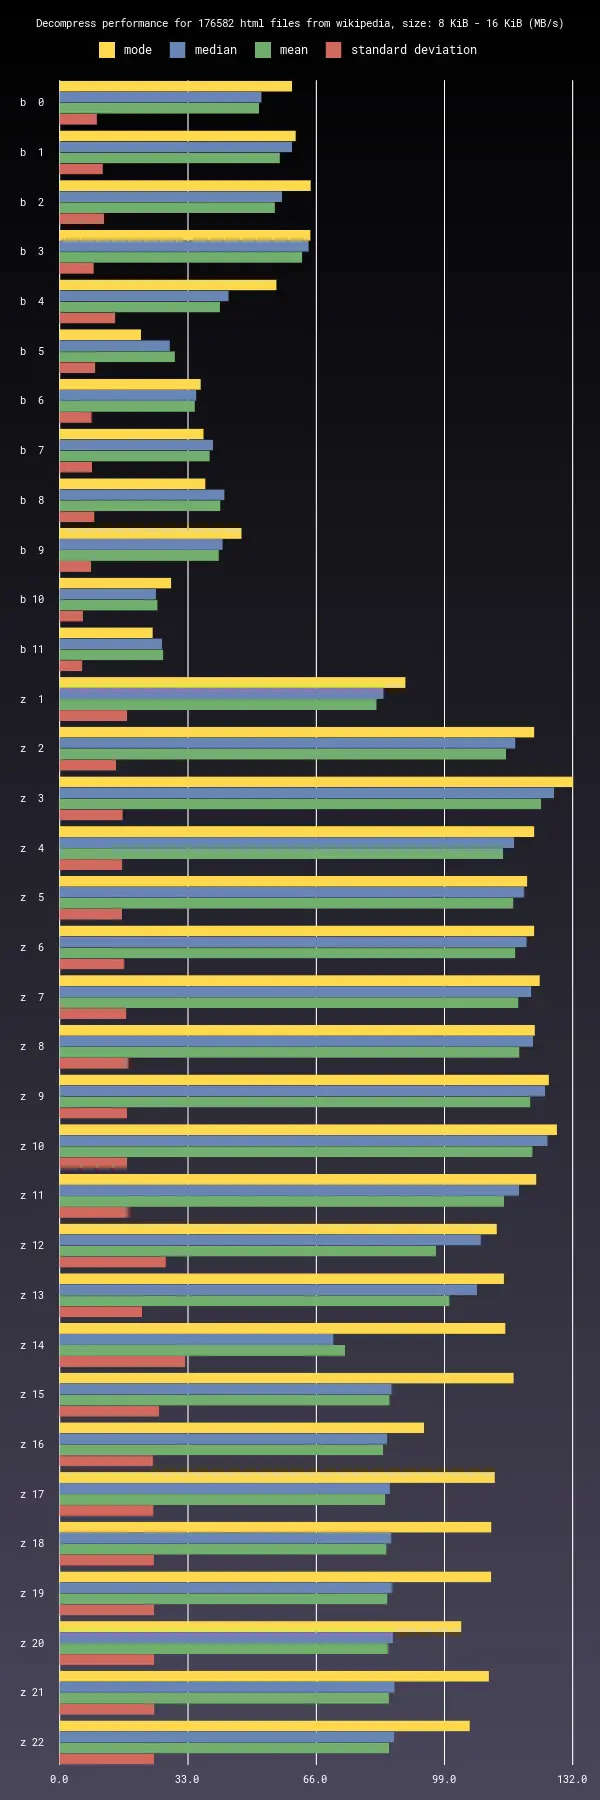 Decompress performance for 176582 html files from wikipedia, size: 8 KiB - 16 KiB (MB/s)
mode median mean standard deviation
b 0
b 1
b 2
b 3
b 4
b 5
b 6
b 7
b 8
b 9
b 10
b 11
z 1
z 2
z 3
z 4
z 5
z 6
z 7
z 8
z 9
z 10
z 11
z 12
z 13
z 14
z 15
z 16
z 17
z 18
z 19
z 20
z 21
z 22
0.0 33.0 66.0 99.0 132.0